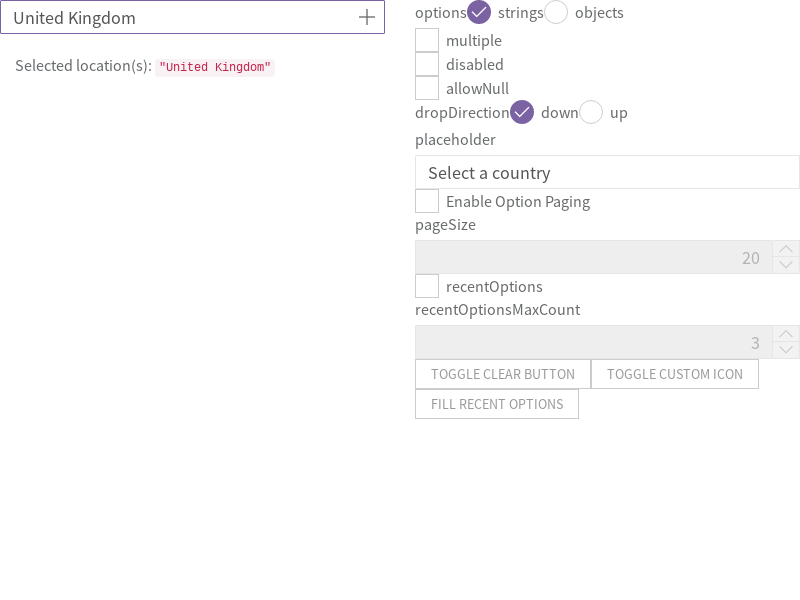 United Kingdom
Selected location(s): "United Kingdom"
options strings objects
multiple
disabled
allowNull
dropDirection down up
placeholder
Select a country
Enable Option Paging
pageSize
20
recentOptions
recentOptionsMaxCount
3
TOGGLE CLEAR BUTTON TOGGLE CUSTOM ICON
FILL RECENT OPTIONS